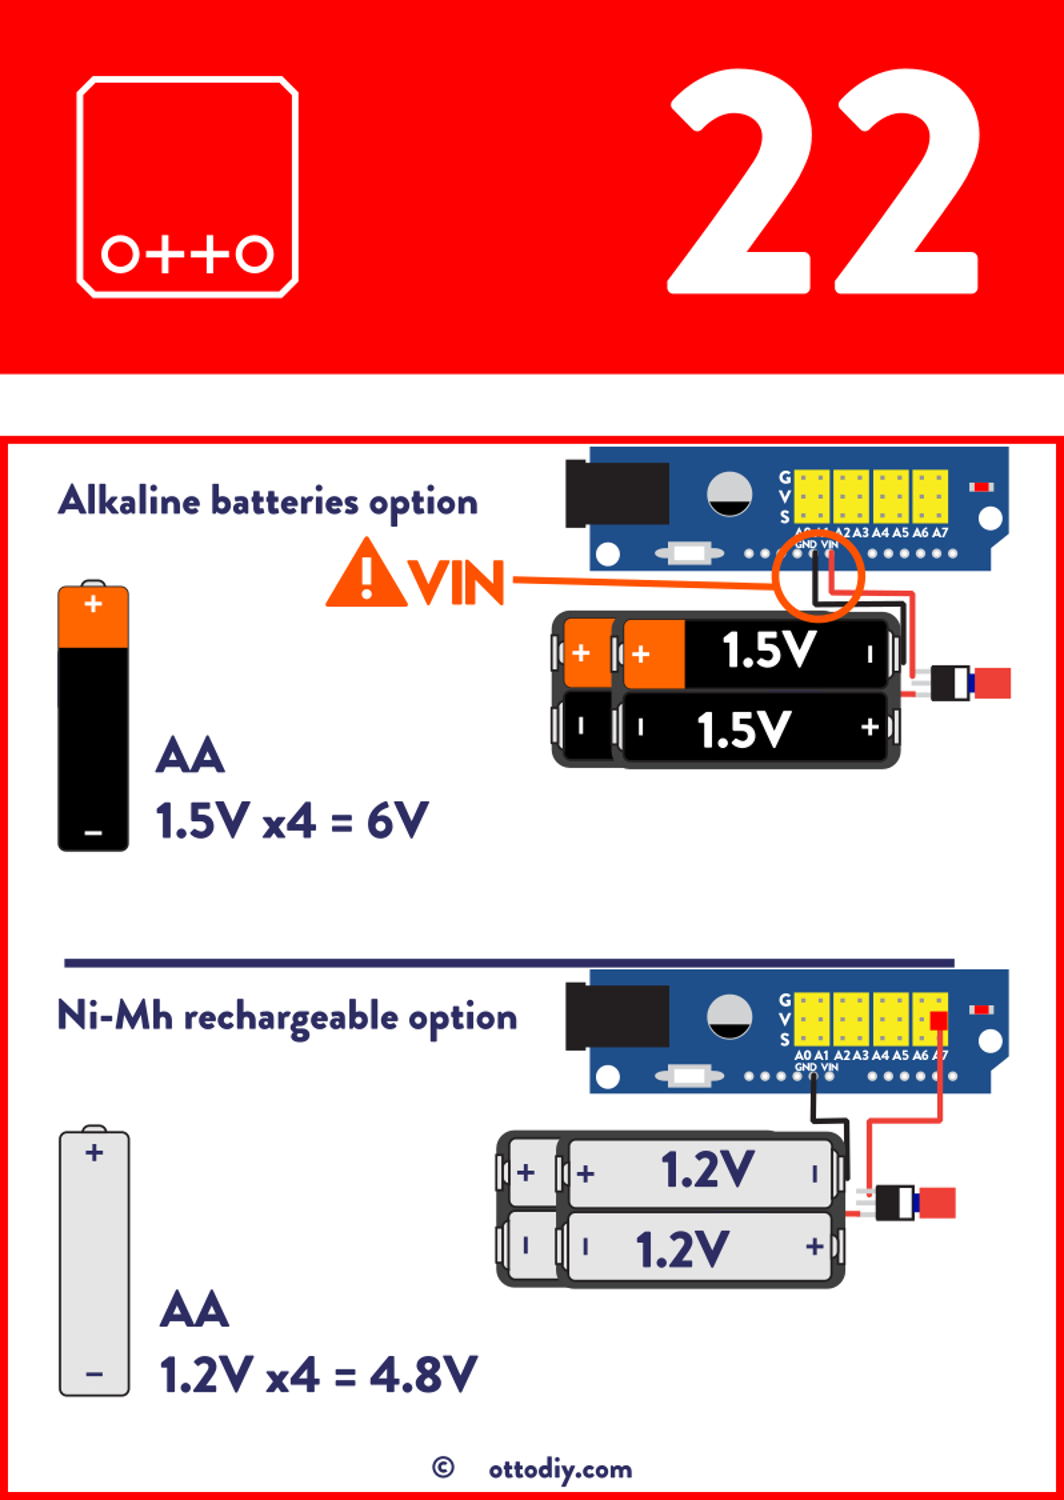 o++o
22
Alkaline batteries option
G
V
S
A0 A1 A2 A3 A4 A5 A6 A7
GND VIN
VIN
+
−
+ + 1.5V −
− − 1.5V +
AA
1.5V x4 = 6V
Ni-Mh rechargeable option
G
V
S
A0 A1 A2 A3 A4 A5 A6 A7
GND VIN
+
−
+ + 1.2V −
− − 1.2V +
AA
1.2V x4 = 4.8V
© ottodiy.com